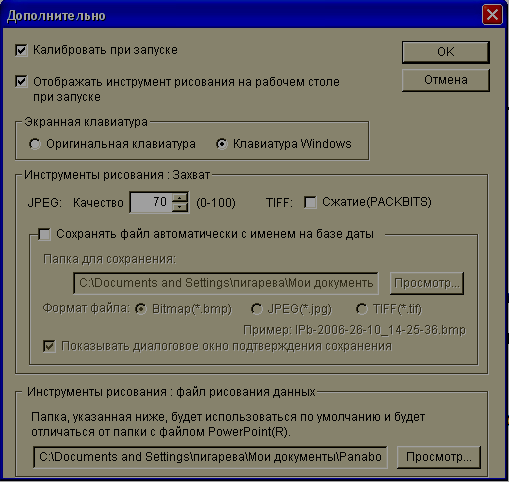 Дополнительно
Калибровать при запуске
OK
Отображать инструмент рисования на рабочем столе
при запуске
Отмена
Экранная клавиатура
Оригинальная клавиатура
Клавиатура Windows
Инструменты рисования : Захват
JPEG: Качество 70 (0-100) TIFF: Сжатие(PACKBITS)
Сохранять файл автоматически с именем на базе даты
Папка для сохранения:
C:\Documents and Settings\пигарева\Мои документь Просмотр...
Формат файла: Bitmap(*.bmp) JPEG(*.jpg) TIFF(*.tif)
Пример: IPb-2006-26-10_14-25-36.bmp
Показывать диалоговое окно подтверждения сохранения
Инструменты рисования : файл рисования данных
Папка, указанная ниже, будет использоваться по умолчанию и будет
отличаться от папки с файлом PowerPoint(R).
C:\Documents and Settings\пигарева\Мои документы\Panabo Просмотр...